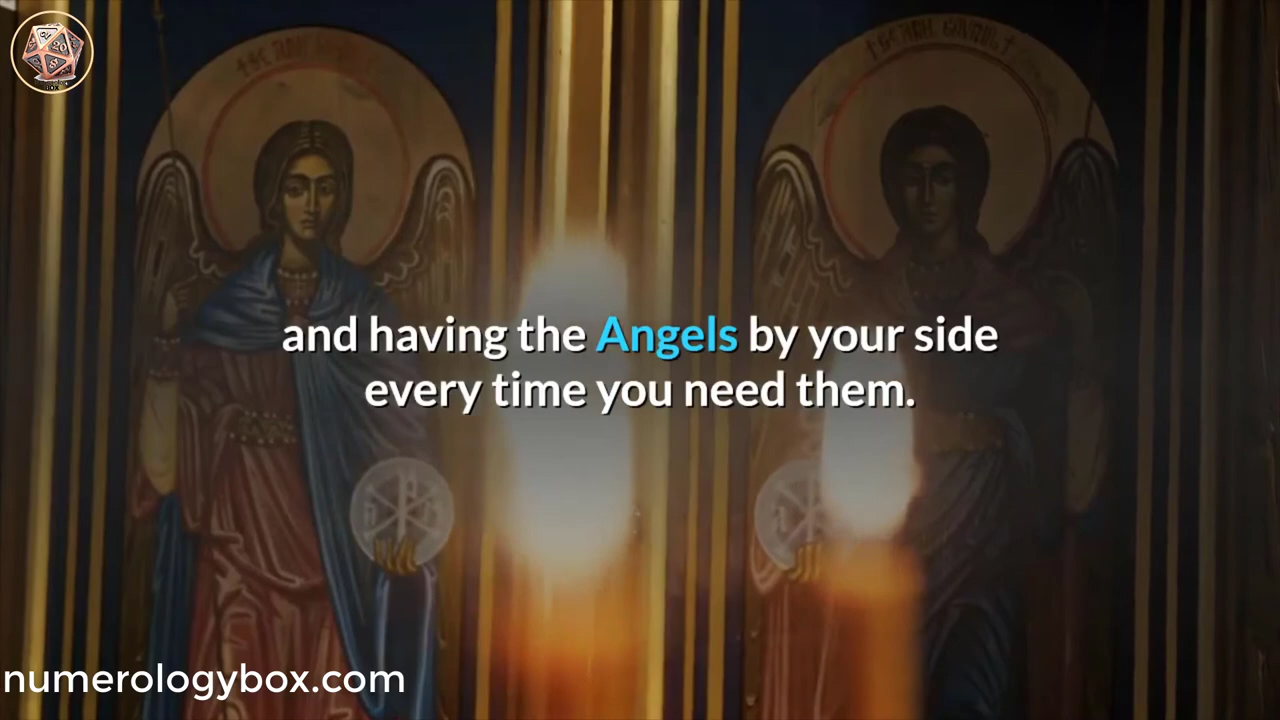 and having the Angels by your side
every time you need them.
numerologybox.com